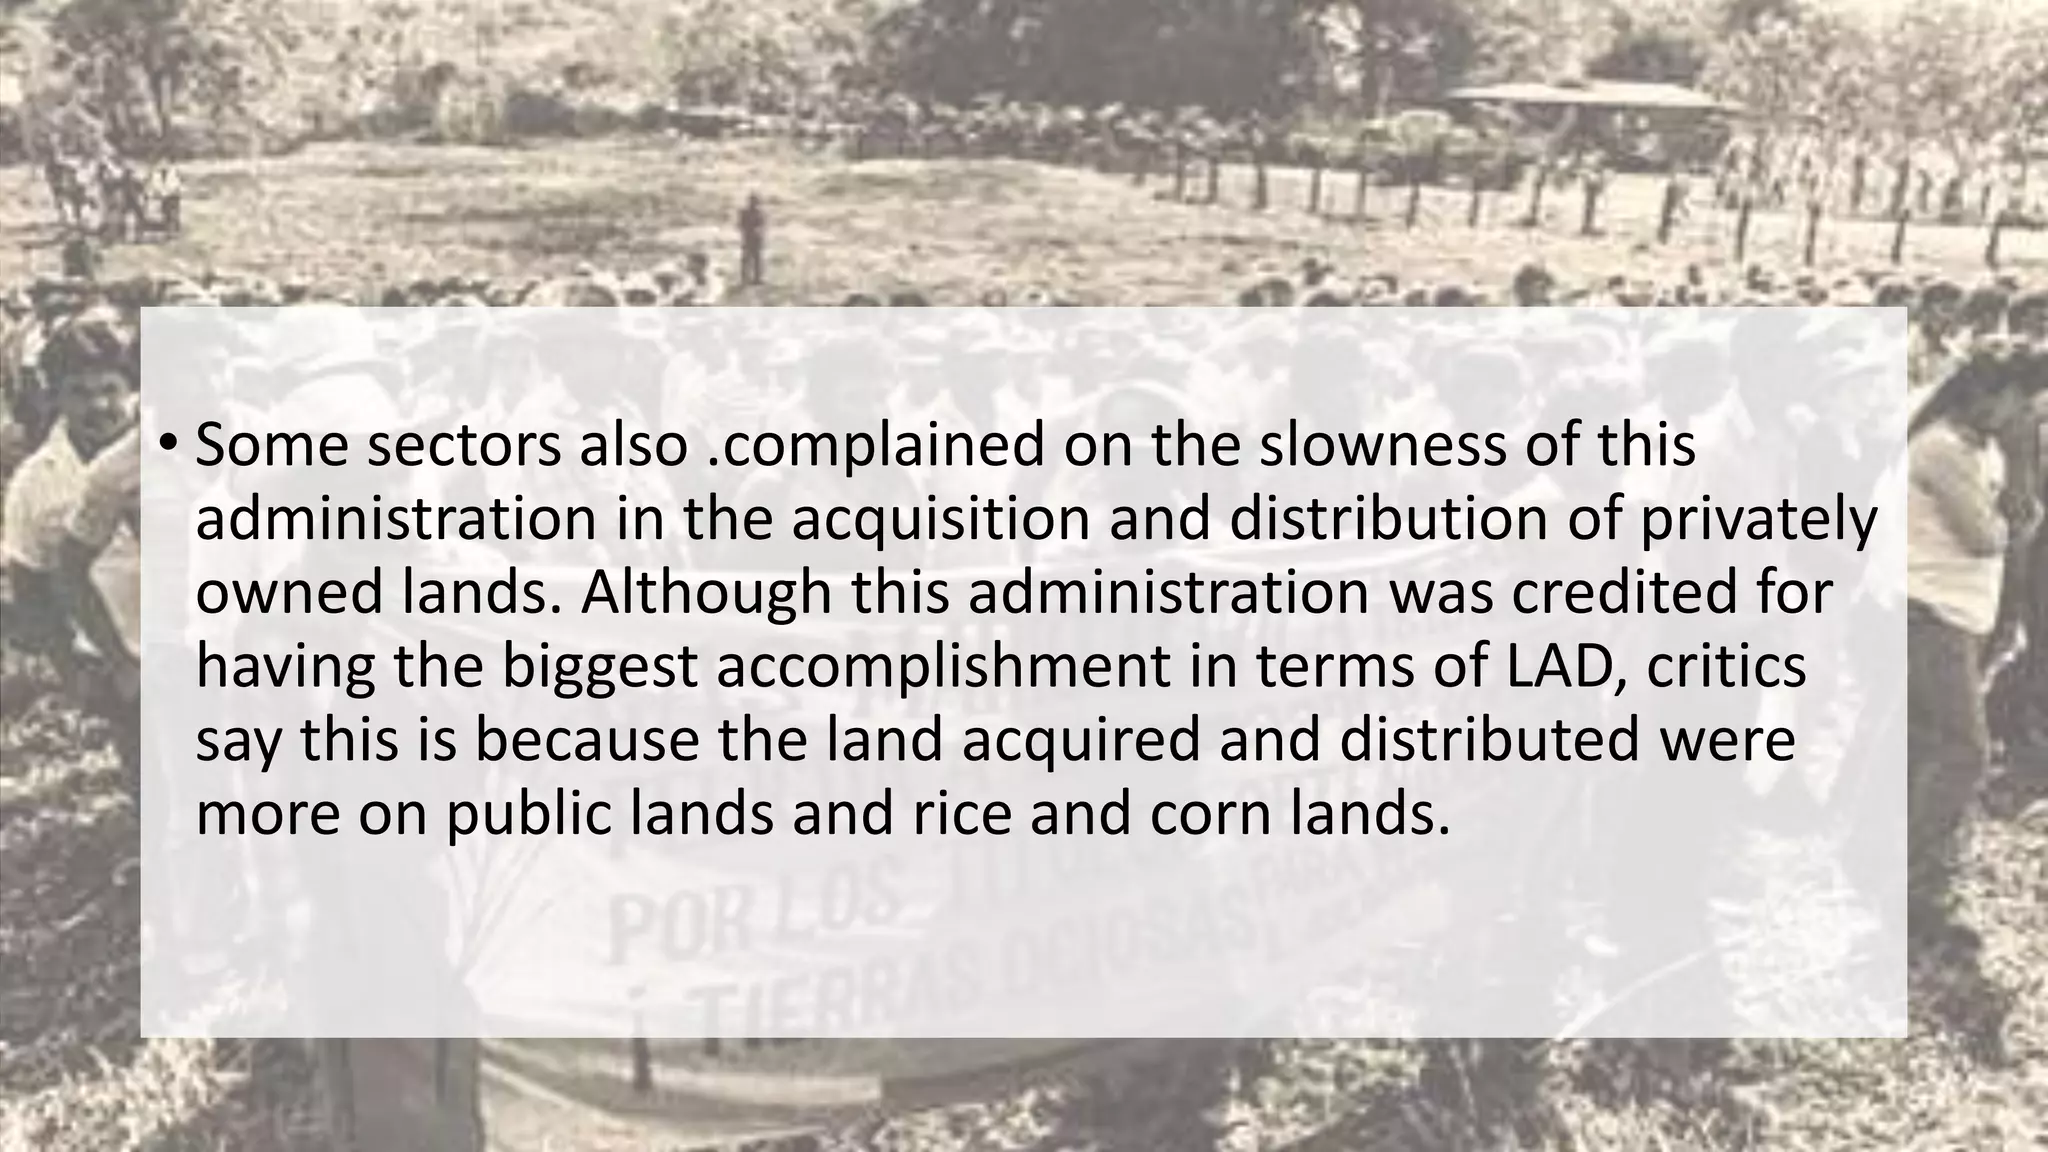 • Some sectors also .complained on the slowness of this
administration in the acquisition and distribution of privately
owned lands. Although this administration was credited for
having the biggest accomplishment in terms of LAD, critics
say this is because the land acquired and distributed were
more on public lands and rice and corn lands.
POR LOS
¡ TIERRAS OCIOSAS PARA